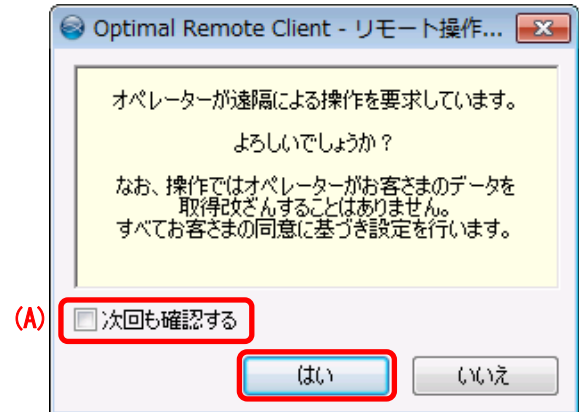 Optimal Remote Client - リモート操作...
オペレーターが遠隔による操作を要求しています。
よろしいでしょうか？
なお、操作ではオペレーターがお客さまのデータを
取得改ざんすることはありません。
すべてお客さまの同意に基づき設定を行います。
(A) 次回も確認する
はい いいえ